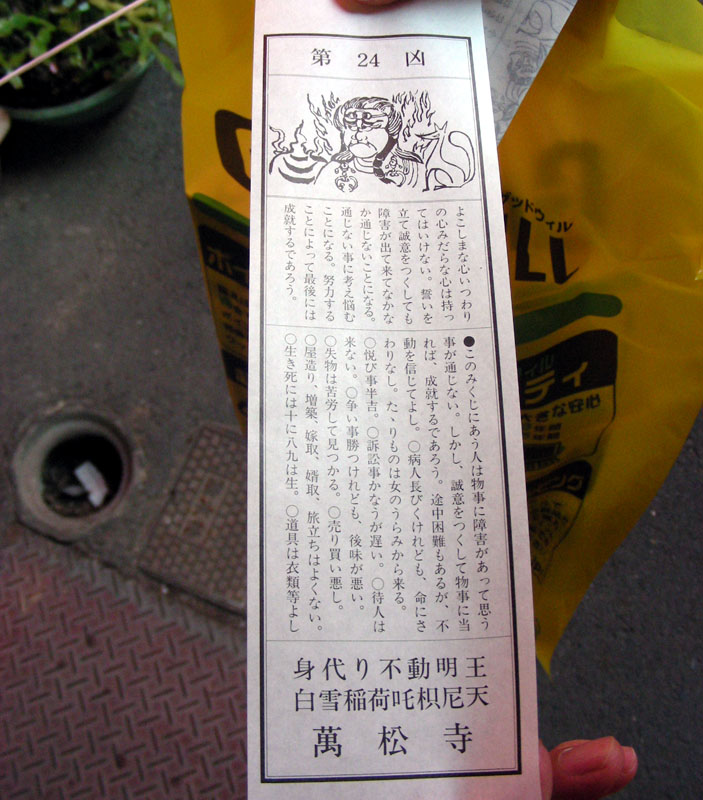 第 24 凶
よこしまな心いつわり
の心みだらな心は持っ
てはいけない。誓いを
立て誠意をつくしても
障害が出て来てなかな
か通じないことになる。
通じない事に考え悩む
ことになる。努力する
ことによって最後には
成就するであろう。
●このみくじにあう人は物事に障害があって思う
事が通じない。しかし、誠意をつくして物事に当
れば、成就するであろう。途中困難もあるが、不
動を信じてよし。○病人長びくけれども、命にさ
わりなし。たゝりものは女のうらみから来る。
○悦び事半吉。○訴訟事かなうが遅い。○待人は
来ない。○争い事勝つけれども、後味が悪い。
○失物は苦労して見つかる。○売り買い悪し。
○屋造り、増築、嫁取、婿取、旅立ちはよくない。
○生き死には十に八九は生。○道具は衣類等よし
身代り不動明王
白雪稲荷吒枳尼天
萬松寺
グッドウィル
ILL
ティ